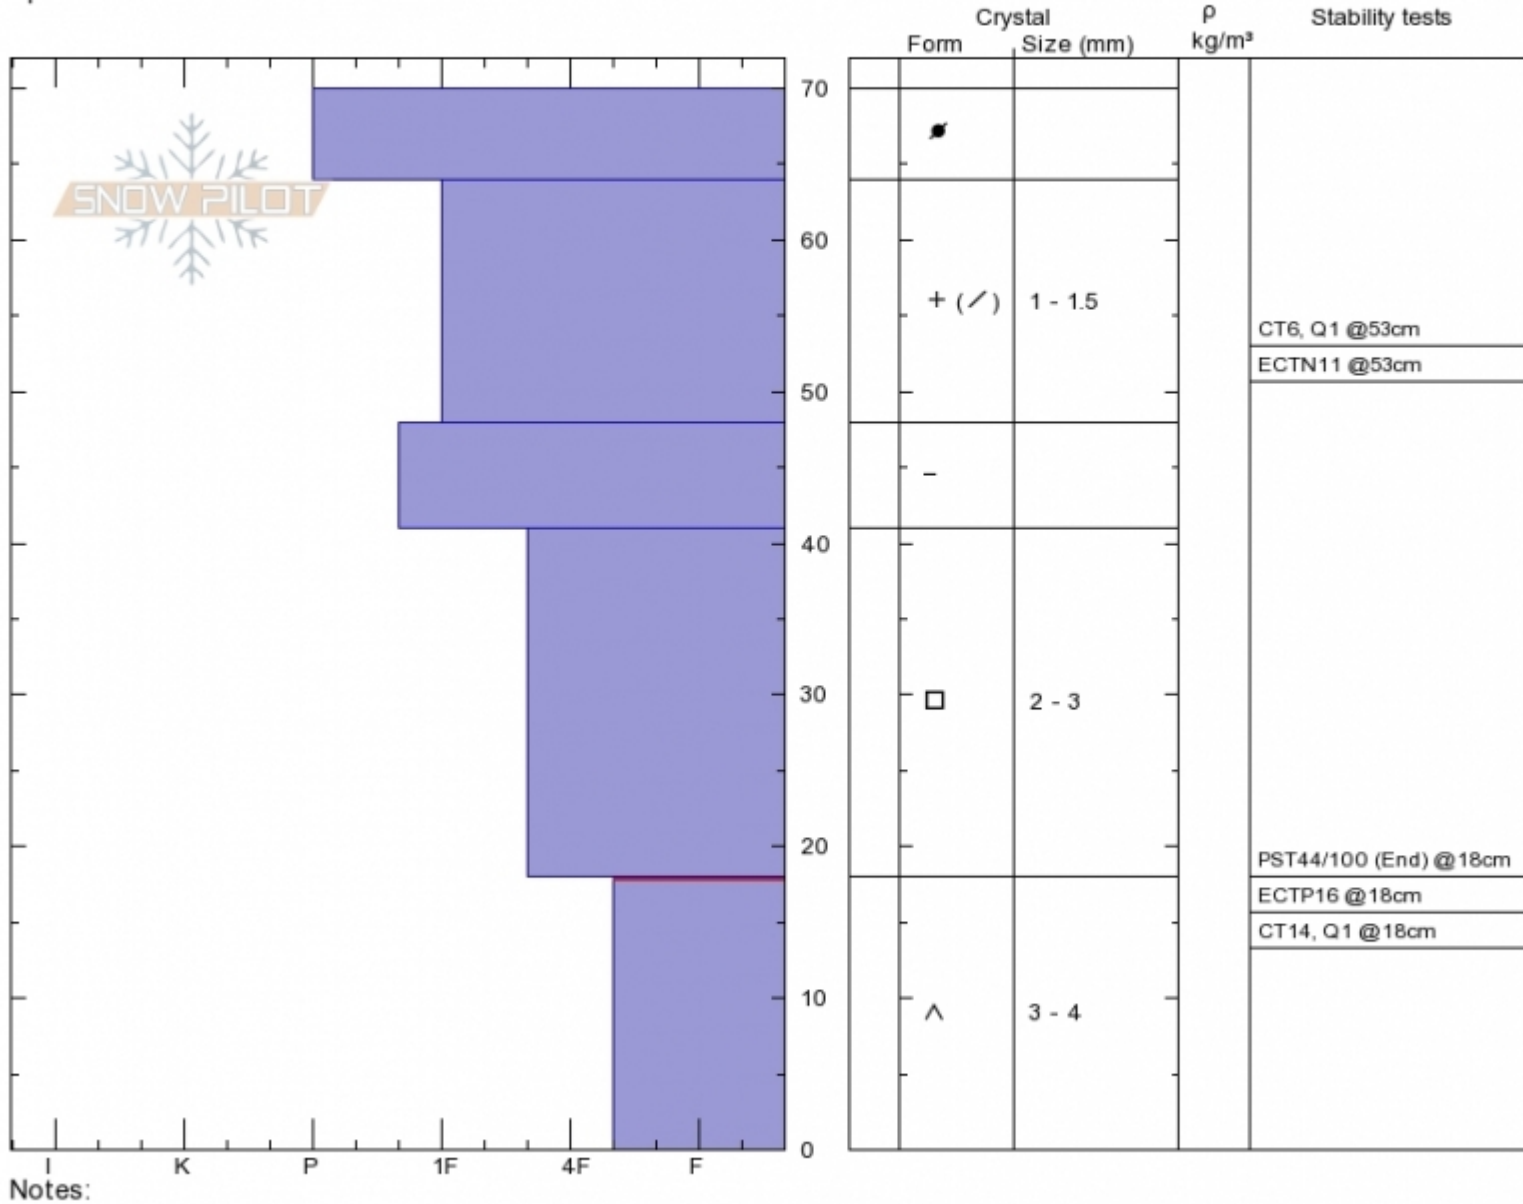 Crystal
ρ
Stability tests
Form
Size (mm)
kg/m³
SNOW PILOT
70
60
+ (/)
1 - 1.5
CT6, Q1 @53cm
ECTN11 @53cm
50
-
40
30
2 - 3
20
PST44/100 (End) @18cm
ECTP16 @18cm
CT14, Q1 @18cm
10
3 - 4
0
I K P 1F 4F F
Notes: